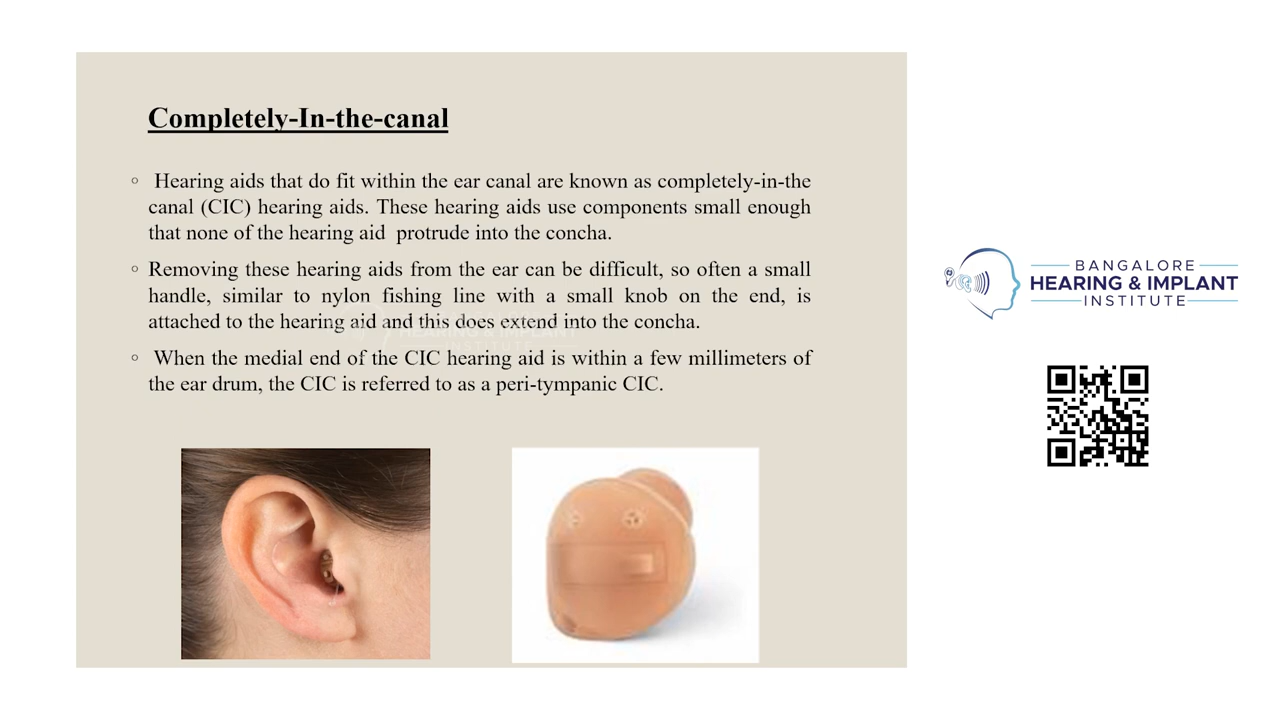 Completely-In-the-canal
◦ Hearing aids that do fit within the ear canal are known as completely-in-the
canal (CIC) hearing aids. These hearing aids use components small enough
that none of the hearing aid protrude into the concha.
◦ Removing these hearing aids from the ear can be difficult, so often a small
handle, similar to nylon fishing line with a small knob on the end, is
attached to the hearing aid and this does extend into the concha.
◦ When the medial end of the CIC hearing aid is within a few millimeters of
the ear drum, the CIC is referred to as a peri-tympanic CIC.
BANGALORE
HEARING & IMPLANT
INSTITUTE
HEARING & IMPLANT
INSTITUTE